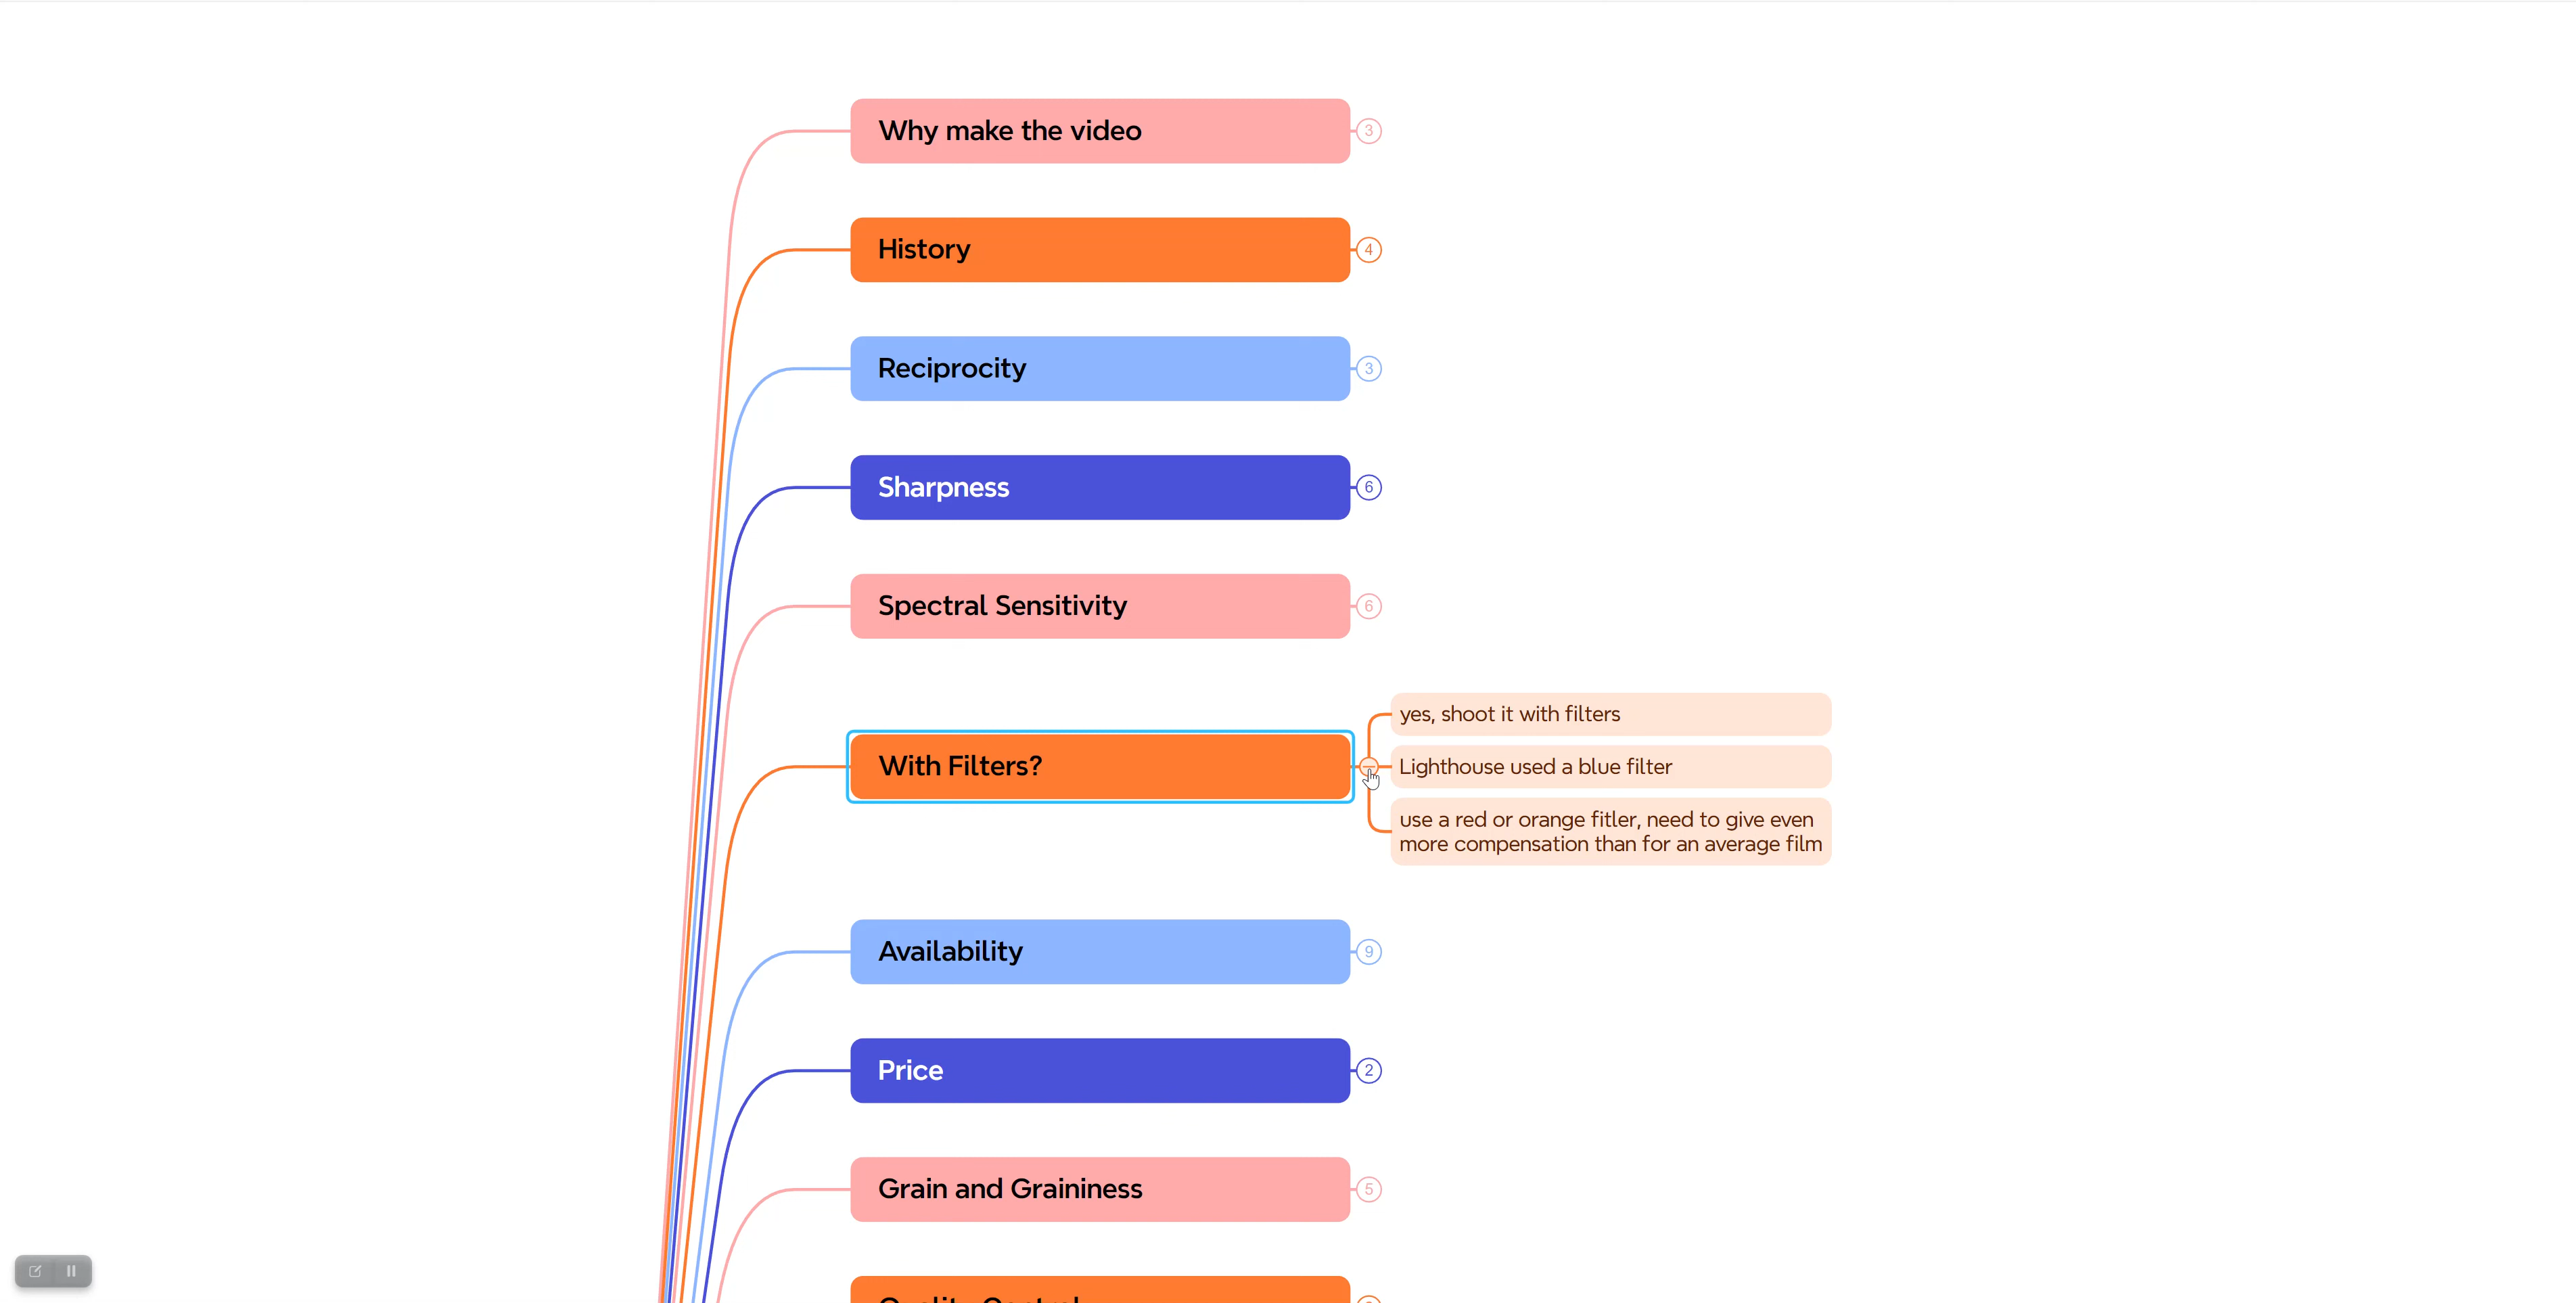 Why make the video
3
History
4
Reciprocity
3
Sharpness
6
Spectral Sensitivity
6
With Filters?
yes, shoot it with filters
Lighthouse used a blue filter
use a red or orange fitler, need to give even
more compensation than for an average film
Availability
9
Price
2
Grain and Graininess
5
Quality Control